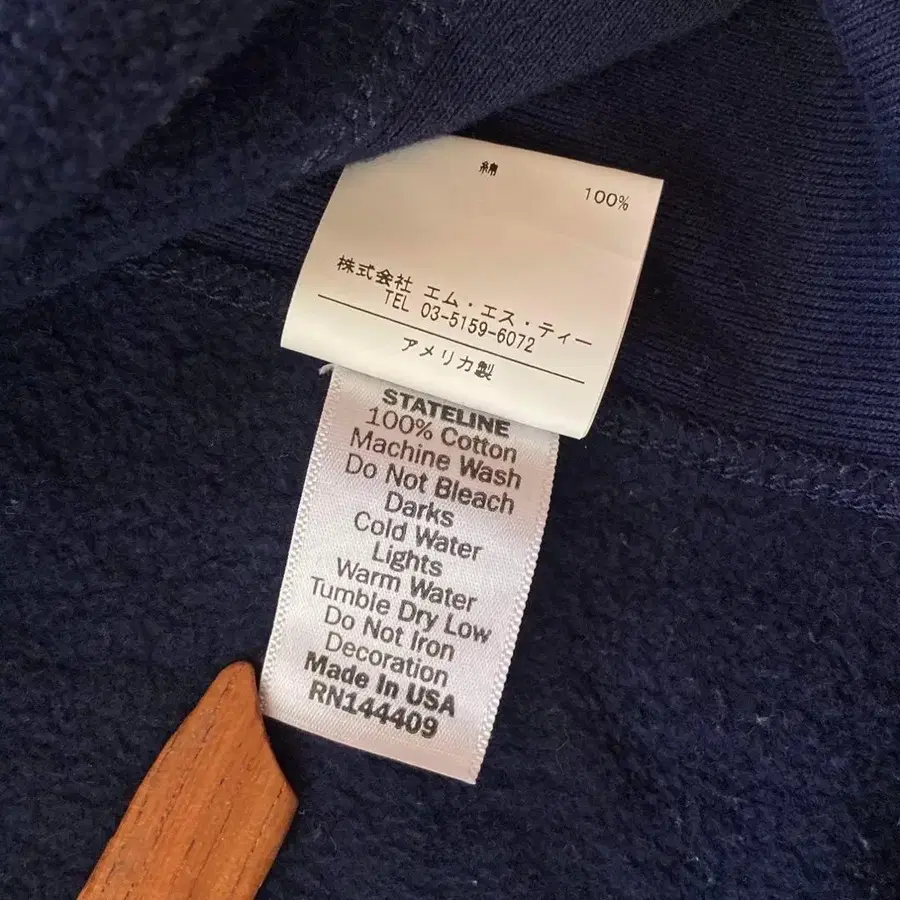 綿 100%
株式会社 エム・エス・ティー
TEL 03-5159-6072
アメリカ製
STATELINE
100% Cotton
Machine Wash
Do Not Bleach
Darks
Cold Water
Lights
Warm Water
Tumble Dry Low
Do Not Iron
Decoration
Made In USA
RN144409